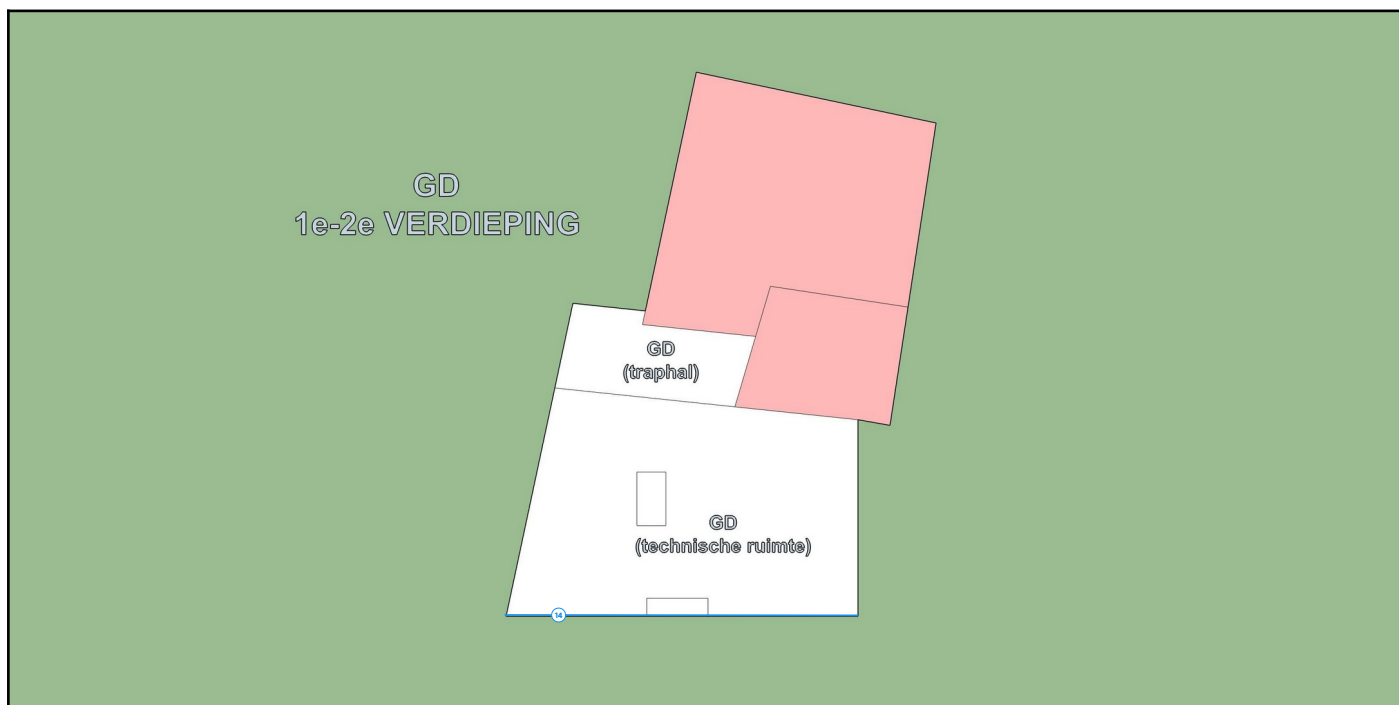 GD
1e-2e VERDIEPING
GD
(traphal)
GD
(technische ruimte)
14